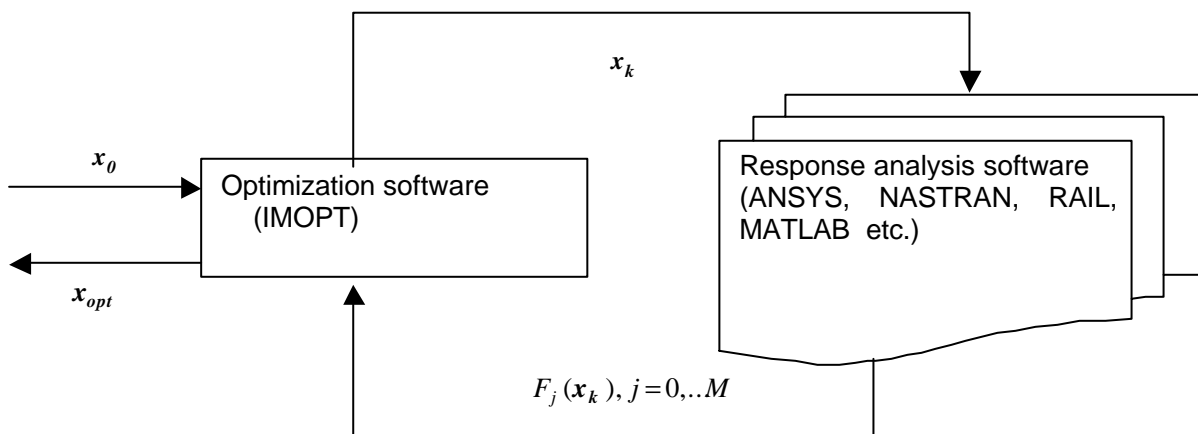 x_k
x_0
Optimization software
(IMOPT)
x_opt
Response analysis software
(ANSYS, NASTRAN, RAIL,
MATLAB etc.)
F_j (x_k ), j = 0,..M